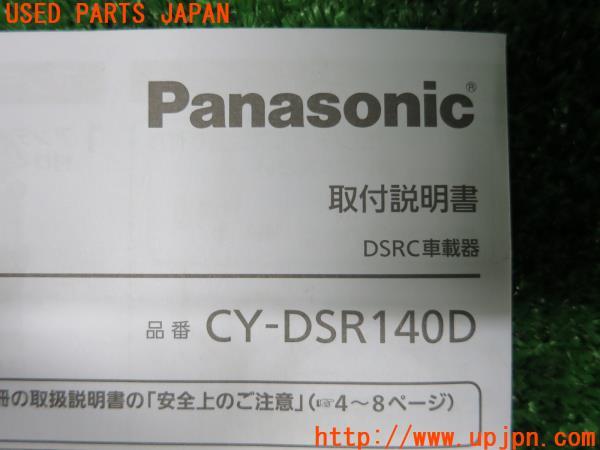 USED PARTS JAPAN
Panasonic®
取付説明書
DSRC車載器
品番 CY-DSR140D
冊の取扱説明書の「安全上のご注意」(☞4～8ページ)
http://www.upjpn.com